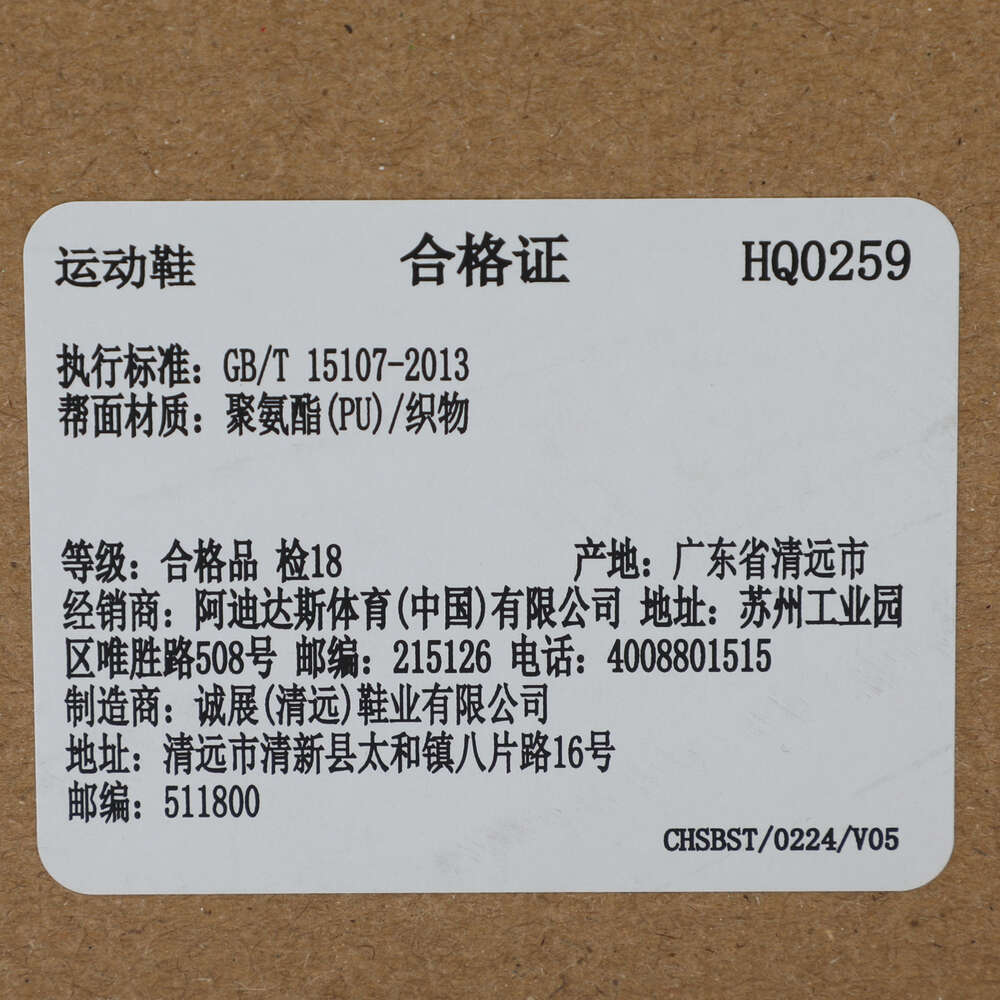 运动鞋 合格证 HQ0259
执行标准: GB/T 15107-2013
帮面材质: 聚氨酯(PU)/织物
等级: 合格品 检18 产地: 广东省清远市
经销商: 阿迪达斯体育(中国)有限公司 地址: 苏州工业园
区唯胜路508号 邮编: 215126 电话: 4008801515
制造商: 诚展(清远)鞋业有限公司
地址: 清远市清新县太和镇八片路16号
邮编: 511800
CHSBST/0224/V05